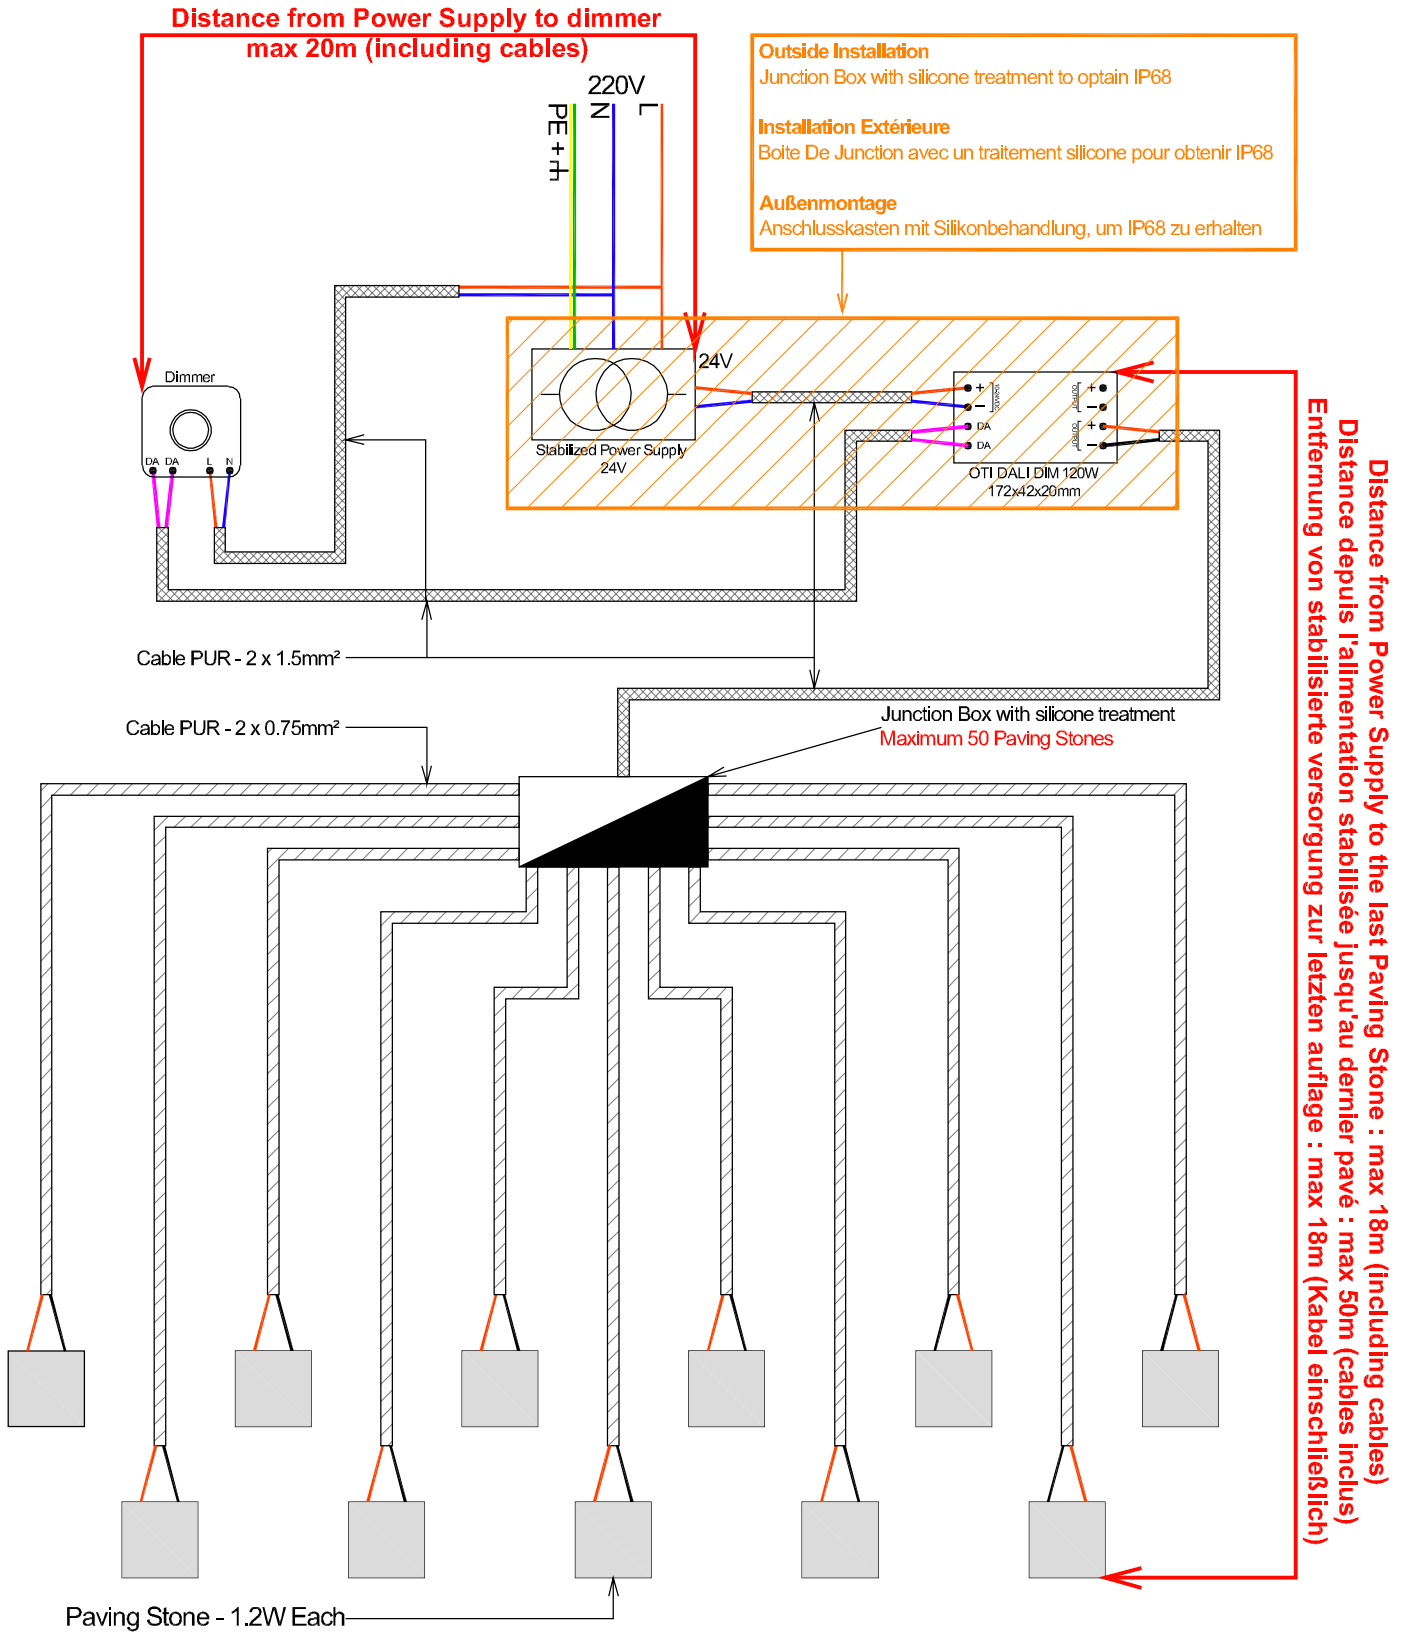 Distance from Power Supply to dimmer
max 20m (including cables)
Outside Installation
Junction Box with silicone treatment to optain IP68
Installation Extérieure
Boite De Junction avec un traitement silicone pour obtenir IP68
Außenmontage
Anschlusskasten mit Silikonbehandlung, um IP68 zu erhalten
220V
PE +
N
L
24V
Dimmer
DA DA L N
Stabilized Power Supply
24V
+
-
DA
DA
OUTPUT
+
-
OUTPUT
+
-
OTI DALI DIM 120W
172x42x20mm
Cable PUR - 2 x 1.5mm²
Cable PUR - 2 x 0.75mm²
Junction Box with silicone treatment
Maximum 50 Paving Stones
Distance from Power Supply to the last Paving Stone : max 18m (including cables)
Distance depuis l'alimentation stabilisée jusqu'au dernier pavé : max 50m (cables inclus)
Entfernung von stabilisierte versorgung zur letzten auflage : max 18m (Kabel einschließlich)
Paving Stone - 1.2W Each